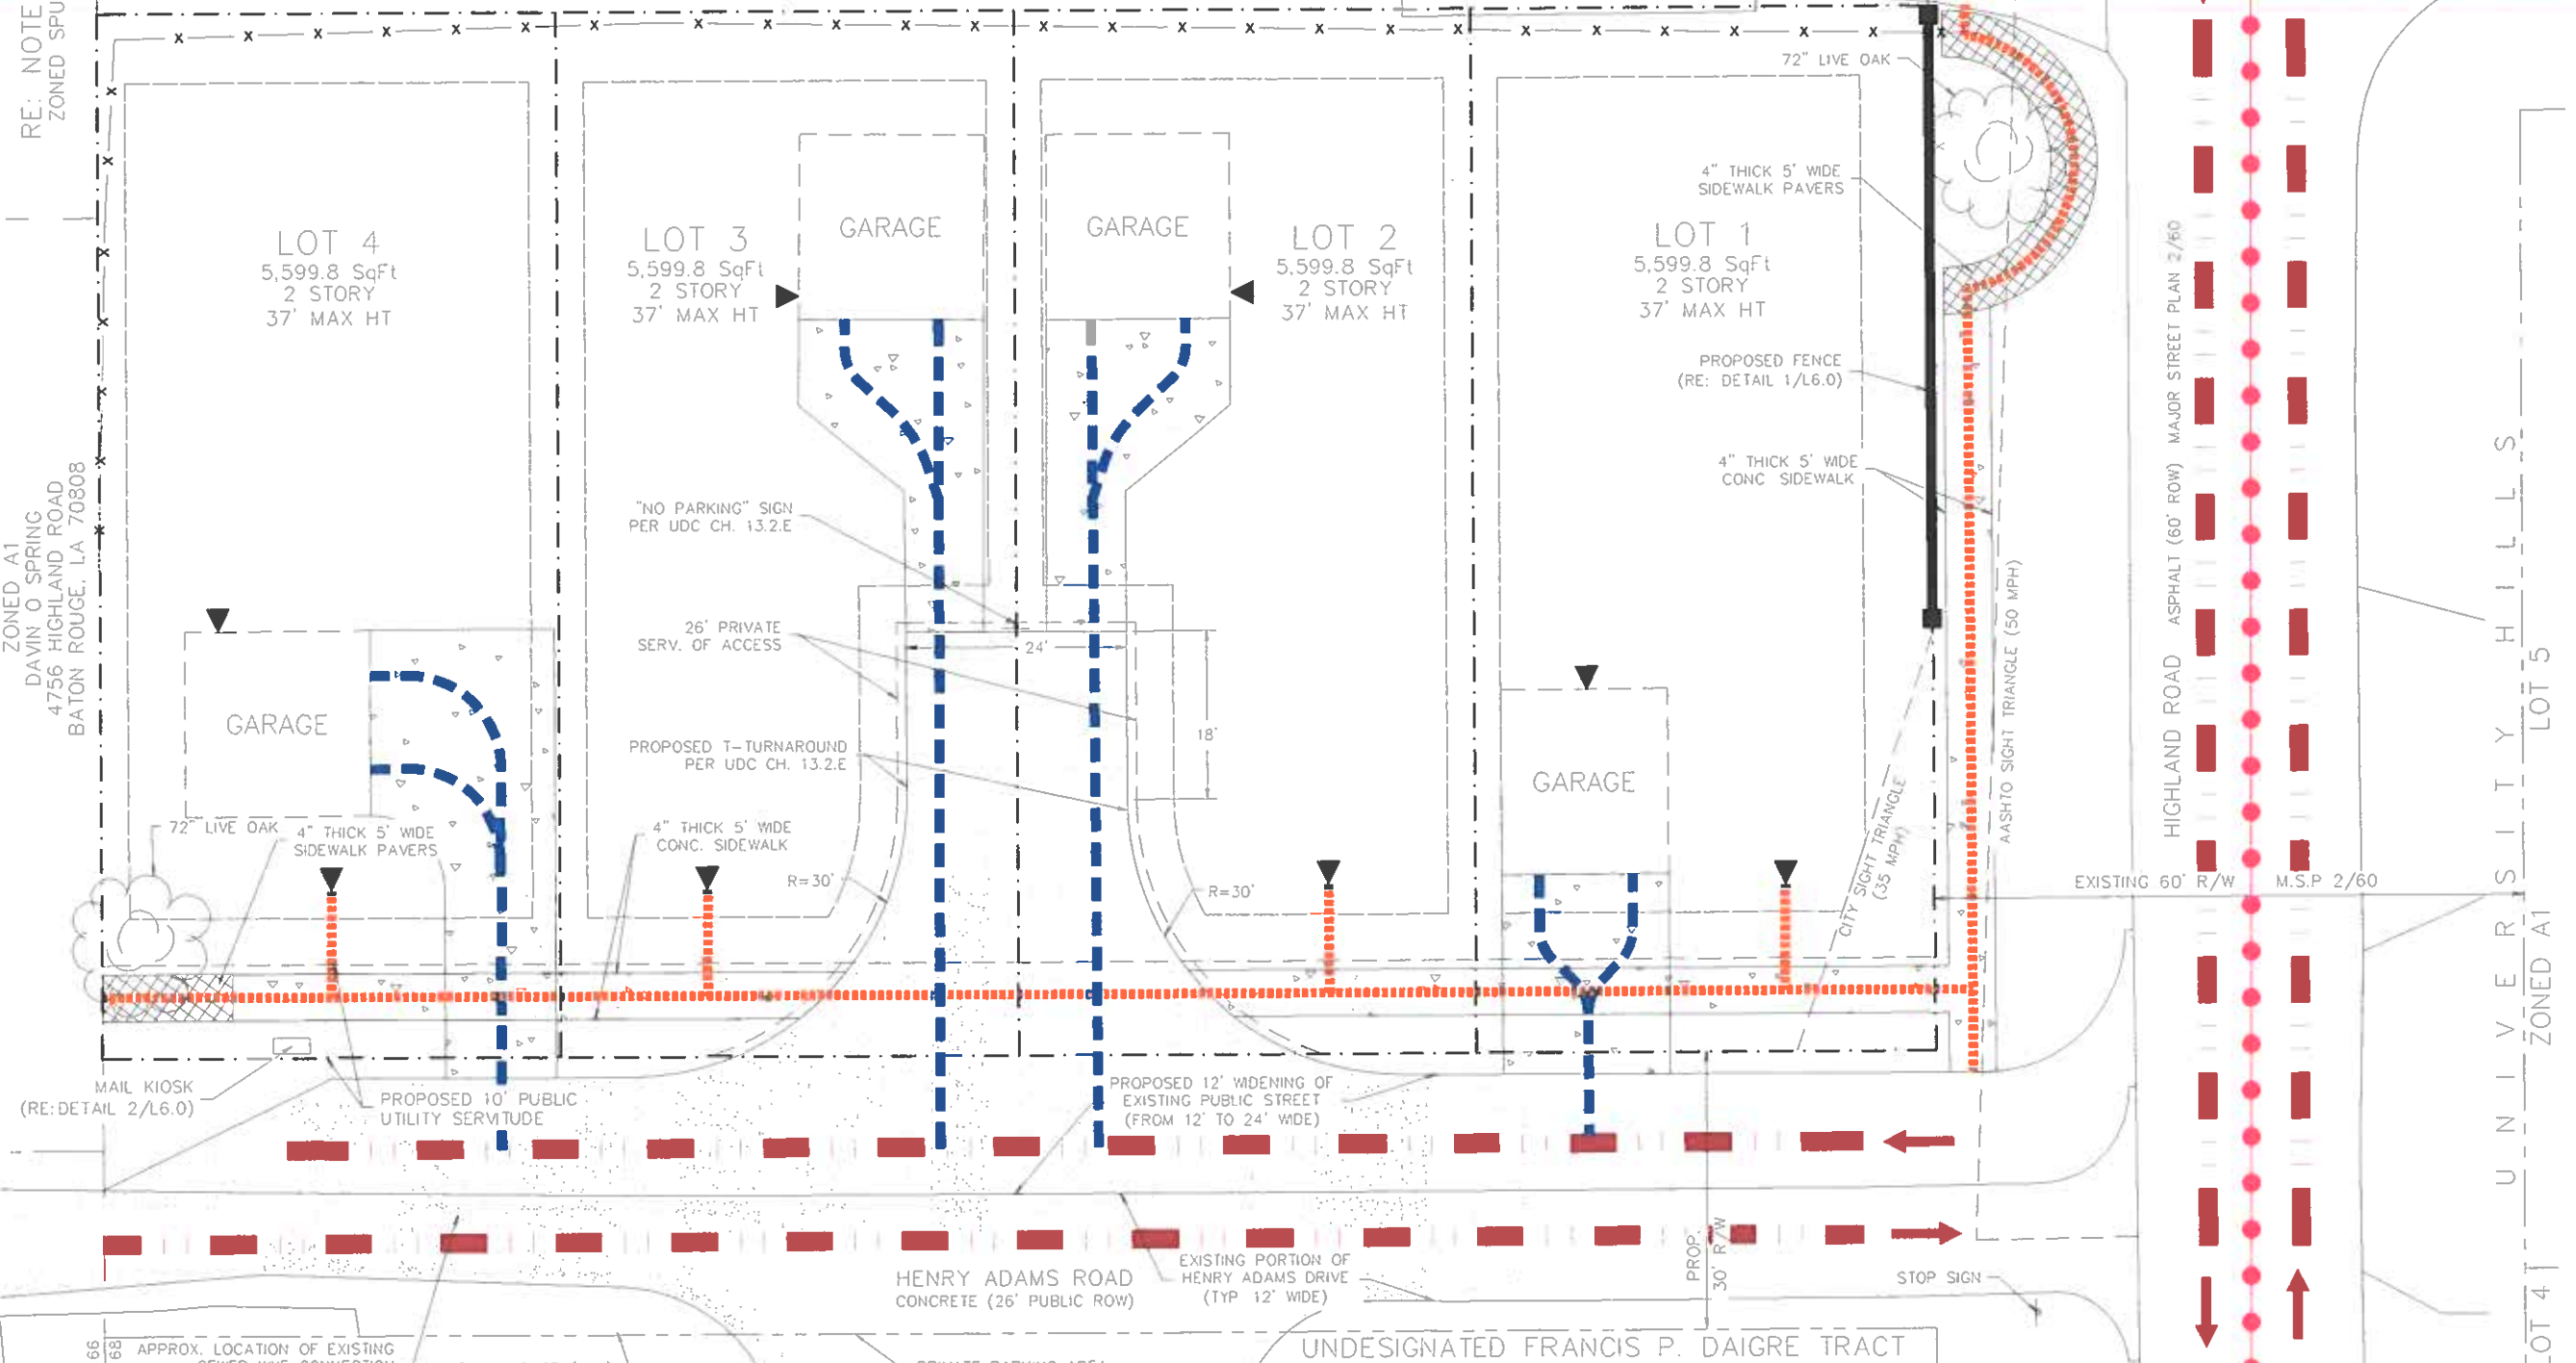 RE: NOTE
ZONED SPU
72" LIVE OAK
4" THICK 5' WIDE
SIDEWALK PAVERS
LOT 4
5,599.8 SqFt
2 STORY
37' MAX HT
LOT 3
5,599.8 SqFt
2 STORY
37' MAX HT
GARAGE
GARAGE
LOT 2
5,599.8 SqFt
2 STORY
37' MAX HT
LOT 1
5,599.8 SqFt
2 STORY
37' MAX HT
PROPOSED FENCE
(RE: DETAIL 1/L6.0)
4" THICK 5' WIDE
CONC SIDEWALK
"NO PARKING" SIGN
PER UDC CH. 13.2.E
26' PRIVATE
SERV. OF ACCESS
24'
18'
PROPOSED T-TURNAROUND
PER UDC CH. 13.2.E
ZONED A1
DAVIN O SPRING
4756 HIGHLAND ROAD
BATON ROUGE, LA 70808
GARAGE
GARAGE
72" LIVE OAK
4" THICK 5' WIDE
SIDEWALK PAVERS
4" THICK 5' WIDE
CONC. SIDEWALK
R=30'
R=30'
CITY SIGHT TRIANGLE
(35 MPH)
AASHTO SIGHT TRIANGLE (50 MPH)
HIGHLAND ROAD ASPHALT (60' ROW) MAJOR STREET PLAN 2/60
EXISTING 60' R/W M.S.P 2/60
UNIVERSITY HILLS
LOT 5
ZONED A1
LOT 4
MAIL KIOSK
(RE:DETAIL 2/L6.0)
PROPOSED 10' PUBLIC
UTILITY SERVITUDE
PROPOSED 12' WIDENING OF
EXISTING PUBLIC STREET
(FROM 12' TO 24' WIDE)
PROP.
30' R/W
HENRY ADAMS ROAD
CONCRETE (26' PUBLIC ROW)
EXISTING PORTION OF
HENRY ADAMS DRIVE
(TYP 12' WIDE)
STOP SIGN
66
68
APPROX. LOCATION OF EXISTING
UNDESIGNATED FRANCIS P. DAIGRE TRACT